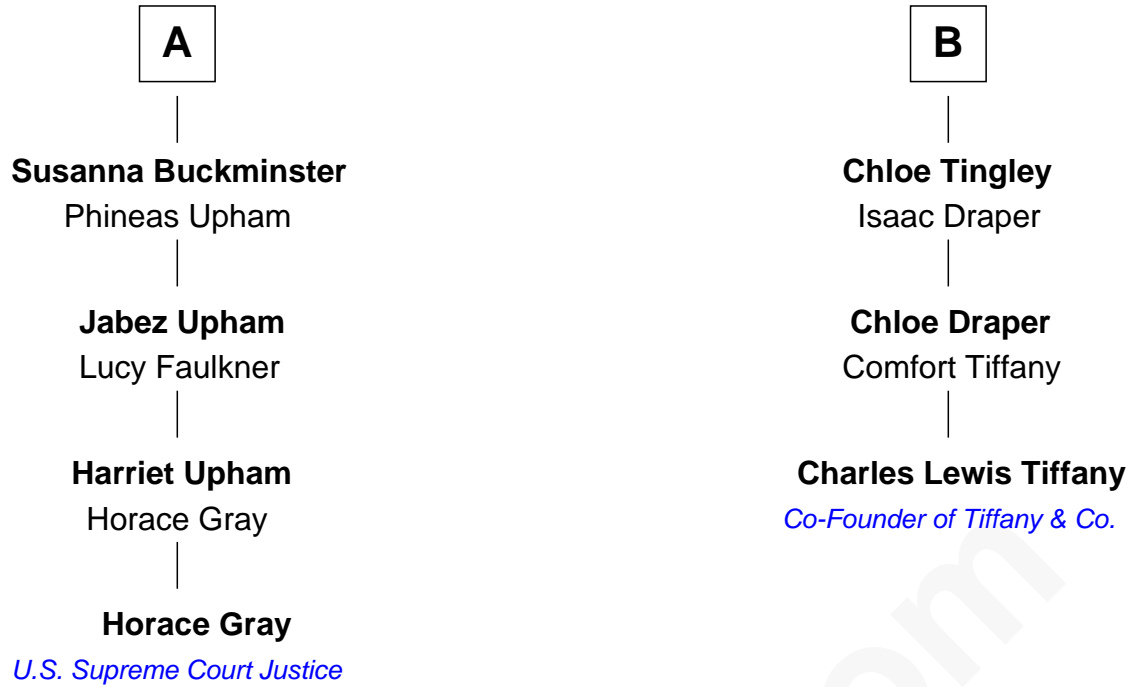 A
Susanna Buckminster
Phineas Upham
Jabez Upham
Lucy Faulkner
Harriet Upham
Horace Gray
Horace Gray
U.S. Supreme Court Justice
B
Chloe Tingley
Isaac Draper
Chloe Draper
Comfort Tiffany
Charles Lewis Tiffany
Co-Founder of Tiffany & Co.
om